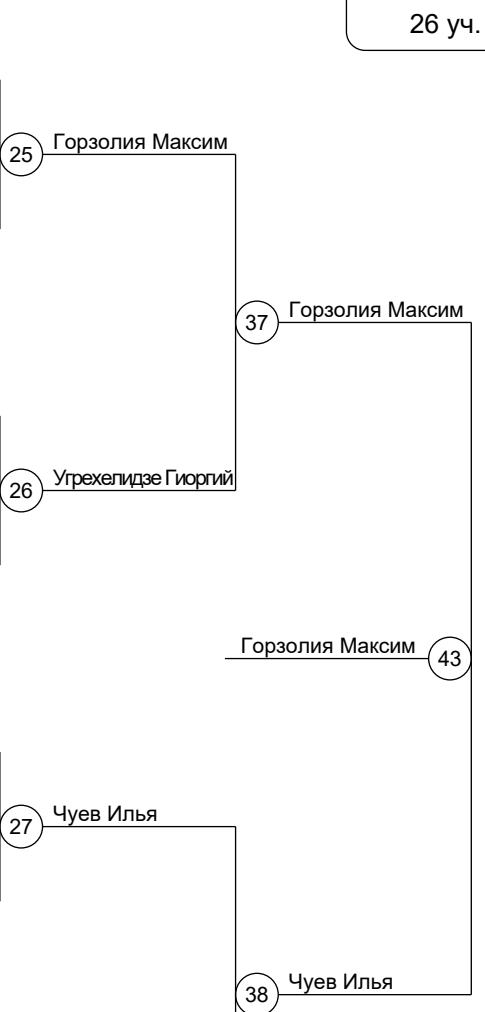 26 уч.
25 Горзолия Максим
37 Горзолия Максим
26 Угрехелидзе Гиоргий
Горзолия Максим 43
27 Чуев Илья
38 Чуев Илья